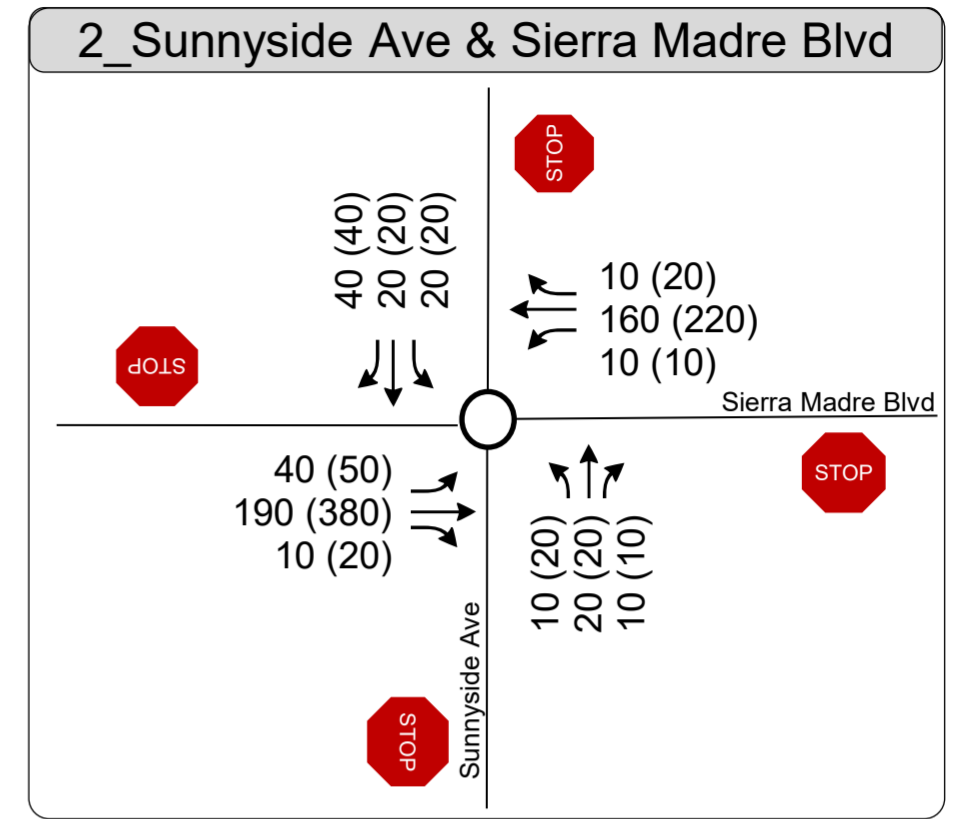 2_Sunnyside Ave & Sierra Madre Blvd
STOP
40 (40)
20 (20)
20 (20)
10 (20)
160 (220)
10 (10)
STOP
Sierra Madre Blvd
STOP
40 (50)
190 (380)
10 (20)
10 (20)
20 (20)
10 (10)
Sunnyside Ave
STOP